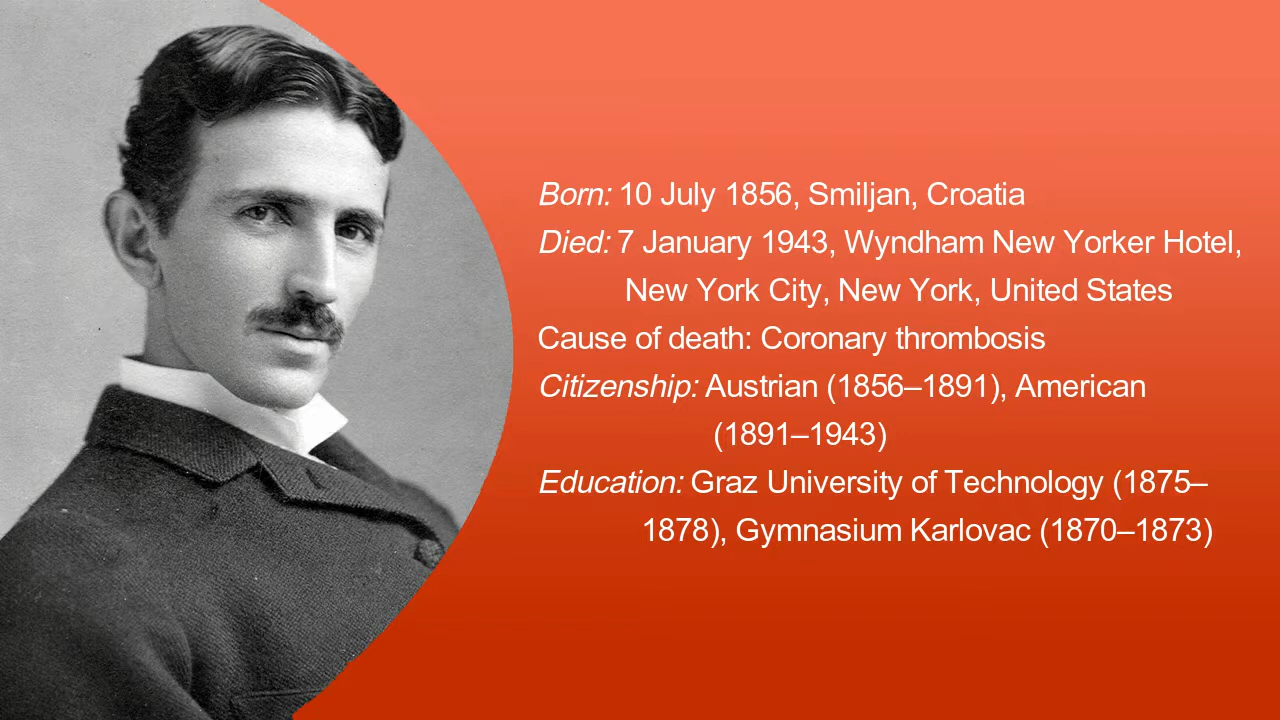 Born: 10 July 1856, Smiljan, Croatia
Died: 7 January 1943, Wyndham New Yorker Hotel,
New York City, New York, United States
Cause of death: Coronary thrombosis
Citizenship: Austrian (1856–1891), American
(1891–1943)
Education: Graz University of Technology (1875–
1878), Gymnasium Karlovac (1870–1873)